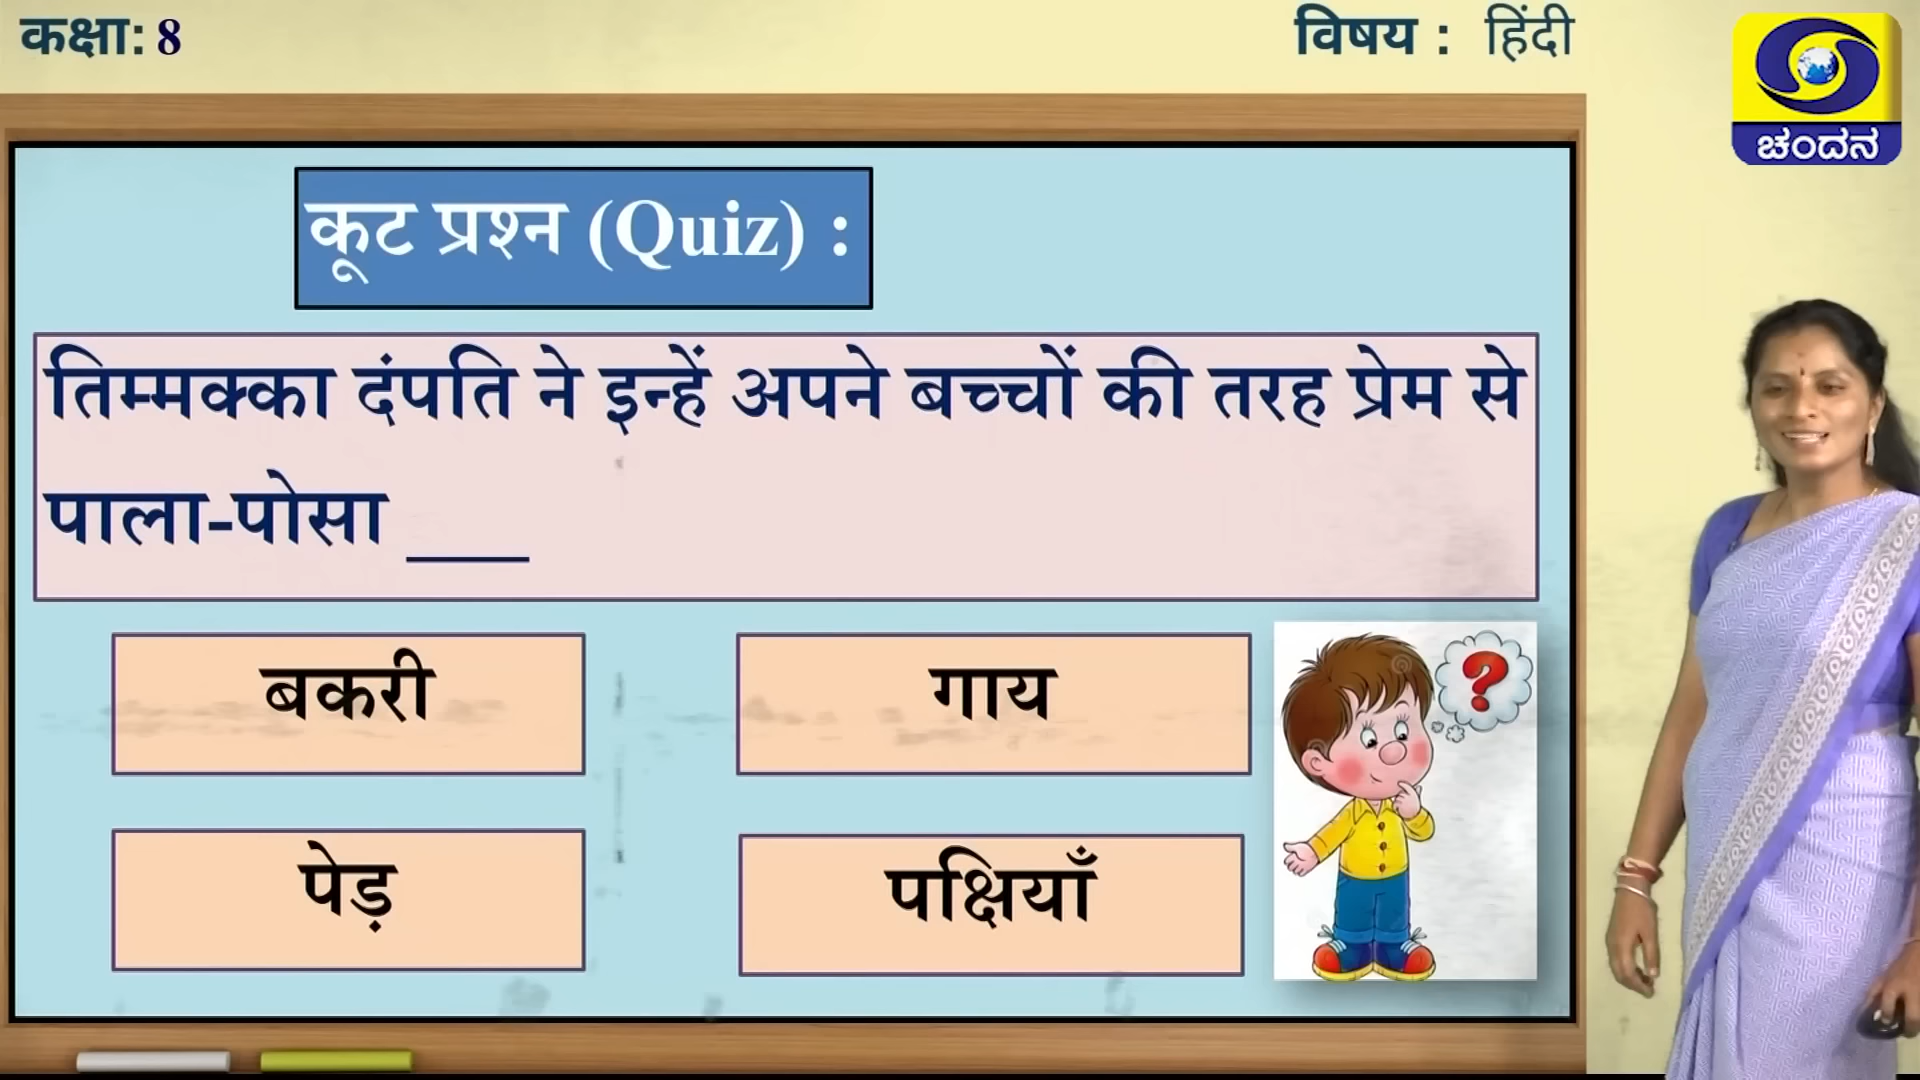 कक्षा: 8
विषय : हिंदी
ಚಂದನ
कूट प्रश्न (Quiz) :
तिम्मक्का दंपति ने इन्हें अपने बच्चों की तरह प्रेम से
पाला-पोसा ___
बकरी
गाय
?
पेड़
पक्षियाँ